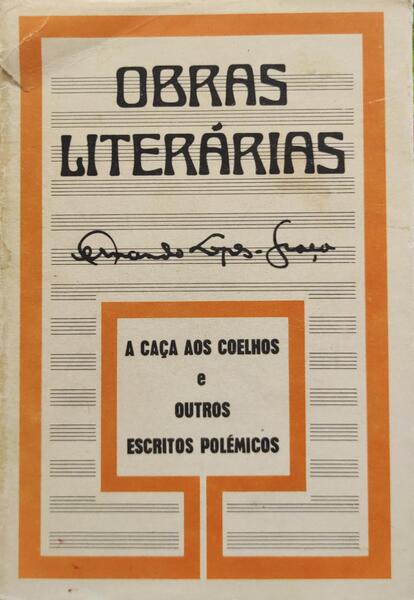 OBRAS
LITERÁRIAS
Fernando Lopes-Graça
A CAÇA AOS COELHOS
e
OUTROS
ESCRITOS POLÉMICOS